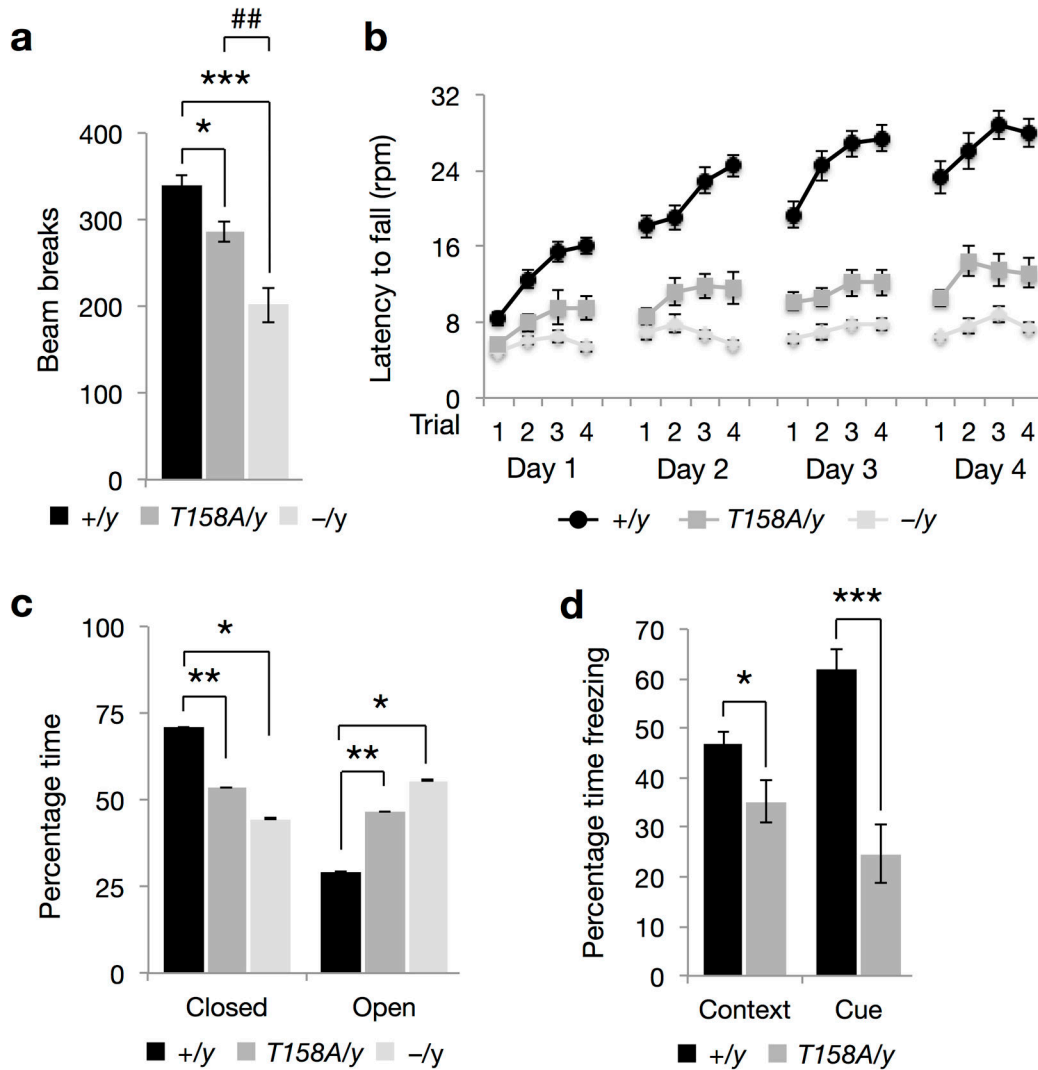 a
##
***
*
400
300
200
100
0
Beam breaks
+/y T158A/y –/y
b
32
24
16
8
0
Latency to fall (rpm)
Trial
1 2 3 4 1 2 3 4 1 2 3 4 1 2 3 4
Day 1 Day 2 Day 3 Day 4
+/y T158A/y –/y
c
100
75
50
25
0
Percentage time
*
**
*
**
Closed Open
+/y T158A/y –/y
d
***
*
70
60
50
40
30
20
10
0
Percentage time freezing
Context Cue
+/y T158A/y